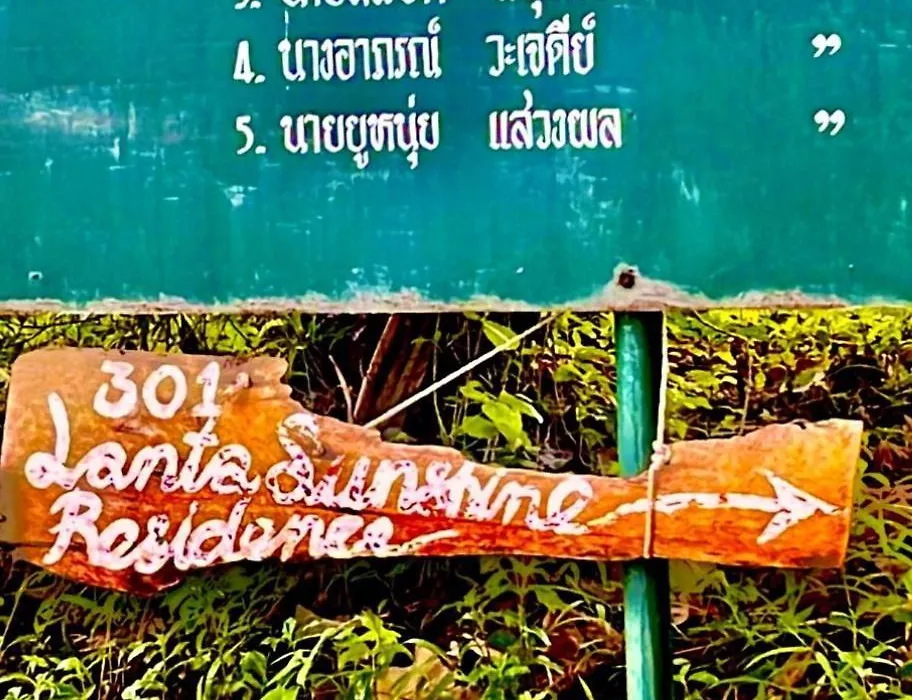 4. นางอาภรณ์ วะเจดีย์ ”
5. นายยูหนุ่ย แสวงผล ”
301
Lanta Sunshine
Residence